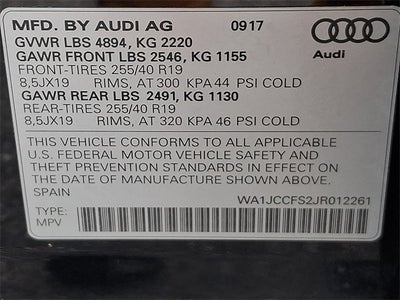 MFD. BY AUDI AG 09.17
GVWR LBS 4894, KG 2220
GAWR FRONT LBS 2546, KG 1155
Audi
FRONT-TIRES 255/40 R19
8,5JX19 RIMS, AT 300 KPA 44 PSI COLD
GAWR REAR LBS 2491, KG 1130
REAR-TIRES 255/40 R19
8,5JX19 RIMS, AT 320 KPA 46 PSI COLD
THIS VEHICLE CONFORMS TO ALL APPLICABLE
U.S. FEDERAL MOTOR VEHICLE SAFETY AND
THEFT PREVENTION STANDARDS IN EFFECT ON
THE DATE OF MANUFACTURE SHOWN ABOVE.
SPAIN WA1JCCFS2JR012261
TYPE:
MPV